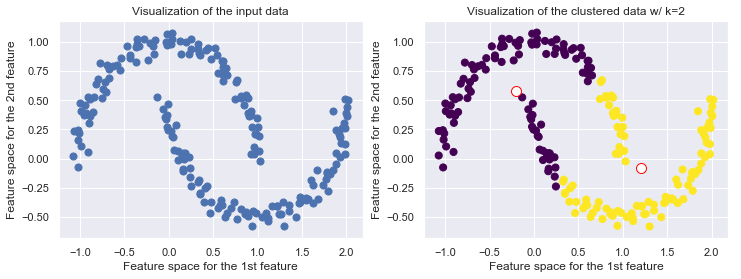 Visualization of the input data
Feature space for the 2nd feature
1.00
0.75
0.50
0.25
0.00
−0.25
−0.50
−1.0 −0.5 0.0 0.5 1.0 1.5 2.0
Feature space for the 1st feature
Visualization of the clustered data w/ k=2
Feature space for the 2nd feature
1.00
0.75
0.50
0.25
0.00
−0.25
−0.50
−1.0 −0.5 0.0 0.5 1.0 1.5 2.0
Feature space for the 1st feature